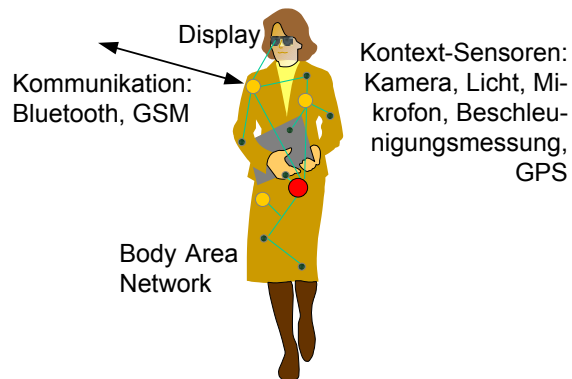 Display
Kommunikation:
Bluetooth, GSM
Kontext-Sensoren:
Kamera, Licht, Mi-
krofon, Beschleu-
nigungsmessung,
GPS
Body Area
Network